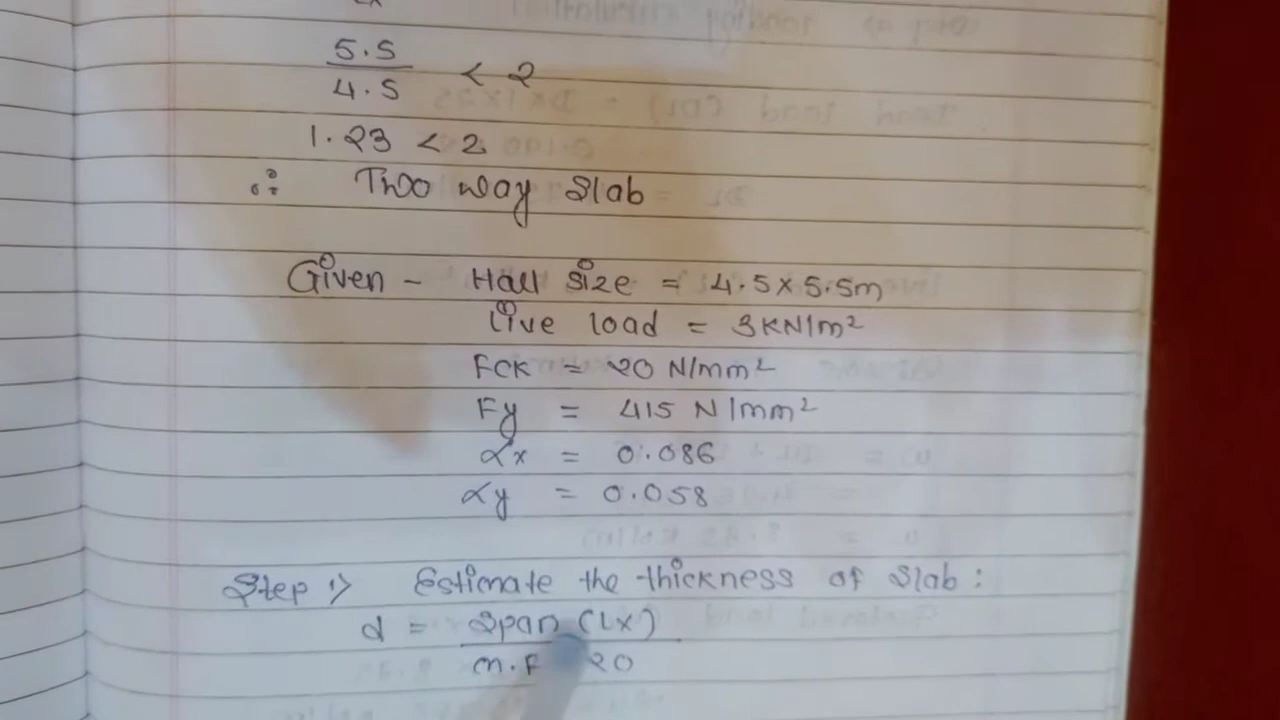 5.5
4.5 < 2
1.23 < 2
∴ Two way slab
Given - Hall size = 4.5 x 5.5m
live load = 3KN/m²
Fck = 20 N/mm²
Fy = 415 N/mm²
αx = 0.086
αy = 0.058
Step 1> Estimate the thickness of slab :
d = Span (Lx)
m.F 20